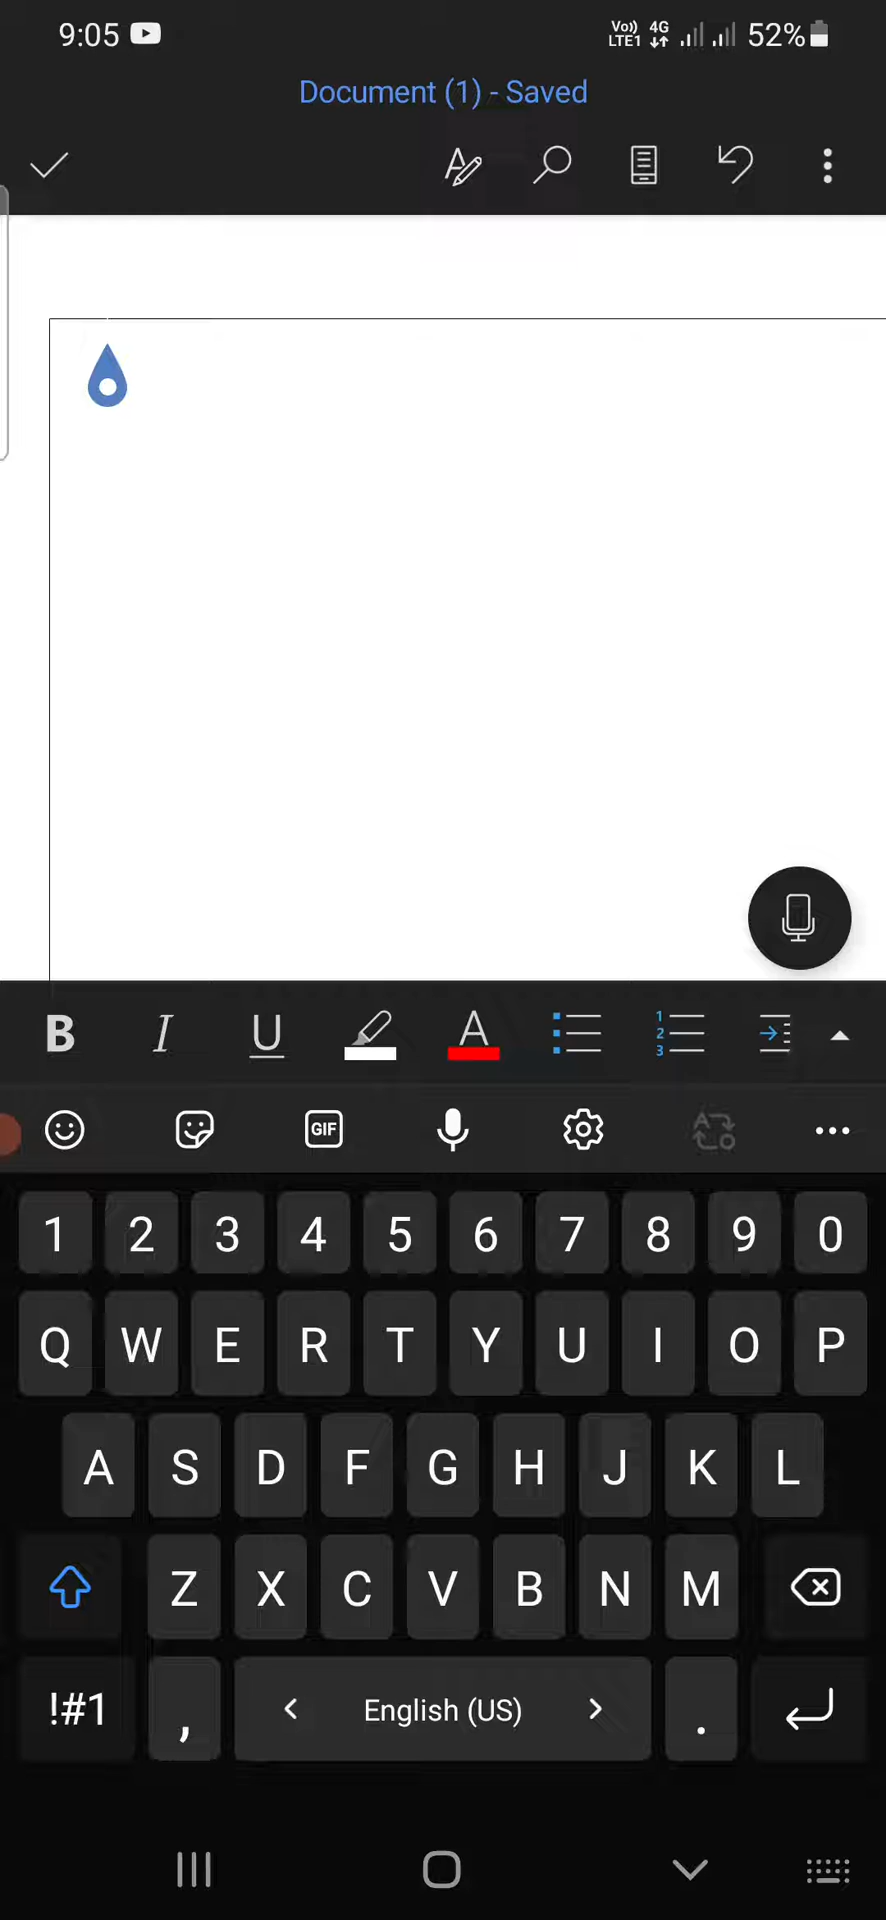 9:05 Vo)) LTE1 4G 52%
Document (1) - Saved
B I U A 1 2 3
GIF A
1 2 3 4 5 6 7 8 9 0
Q W E R T Y U I O P
A S D F G H J K L
Z X C V B N M
!#1 , < English (US) > .